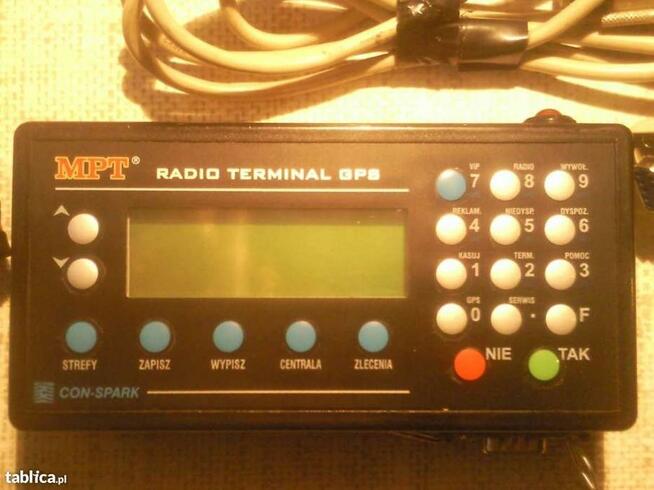 MPT® RADIO TERMINAL GPS
VIP RADIO WYWOŁ.
7 8 9
REKLAM. NIEDYSP. DYSPOZ.
4 5 6
KASUJ TERM. POMOC
1 2 3
GPS SERWIS
0 . F
NIE TAK
STREFY ZAPISZ WYPISZ CENTRALA ZLECENIA
CON-SPARK
tablica.pl